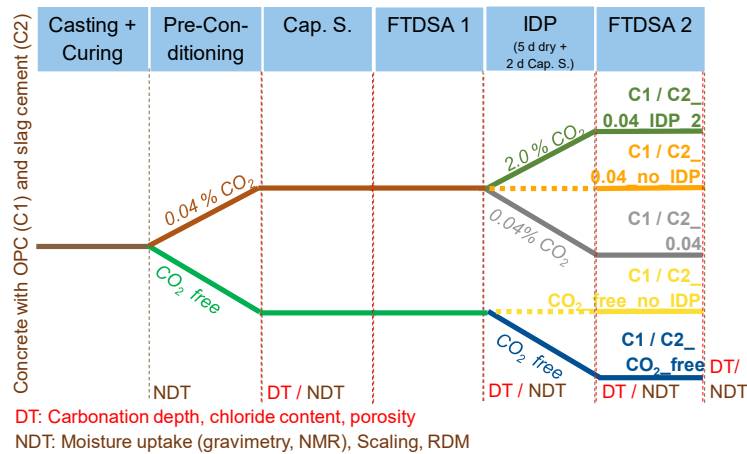 Casting +
Curing
Pre-Con-
ditioning
Cap. S.
FTDSA 1
IDP
(5 d dry +
2 d Cap. S.)
FTDSA 2
Concrete with OPC (C1) and slag cement (C2)
0.04 % CO₂
CO₂ free
2.0 % CO₂
0.04% CO₂
CO₂ free
C1 / C2_
0.04_IDP_2
C1 / C2_
0.04_no_IDP
C1 / C2_
0.04
C1 / C2_
CO₂_free_no_IDP
C1 / C2_
CO₂_free
NDT
DT / NDT
DT / NDT
DT / NDT
DT/
NDT
DT: Carbonation depth, chloride content, porosity
NDT: Moisture uptake (gravimetry, NMR), Scaling, RDM